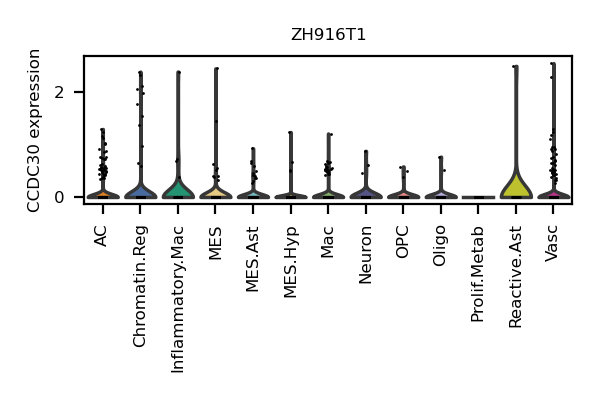 ZH916T1
CCDC30 expression
2
0
AC
Chromatin.Reg
Inflammatory.Mac
MES
MES.Ast
MES.Hyp
Mac
Neuron
OPC
Oligo
Prolif.Metab
Reactive.Ast
Vasc